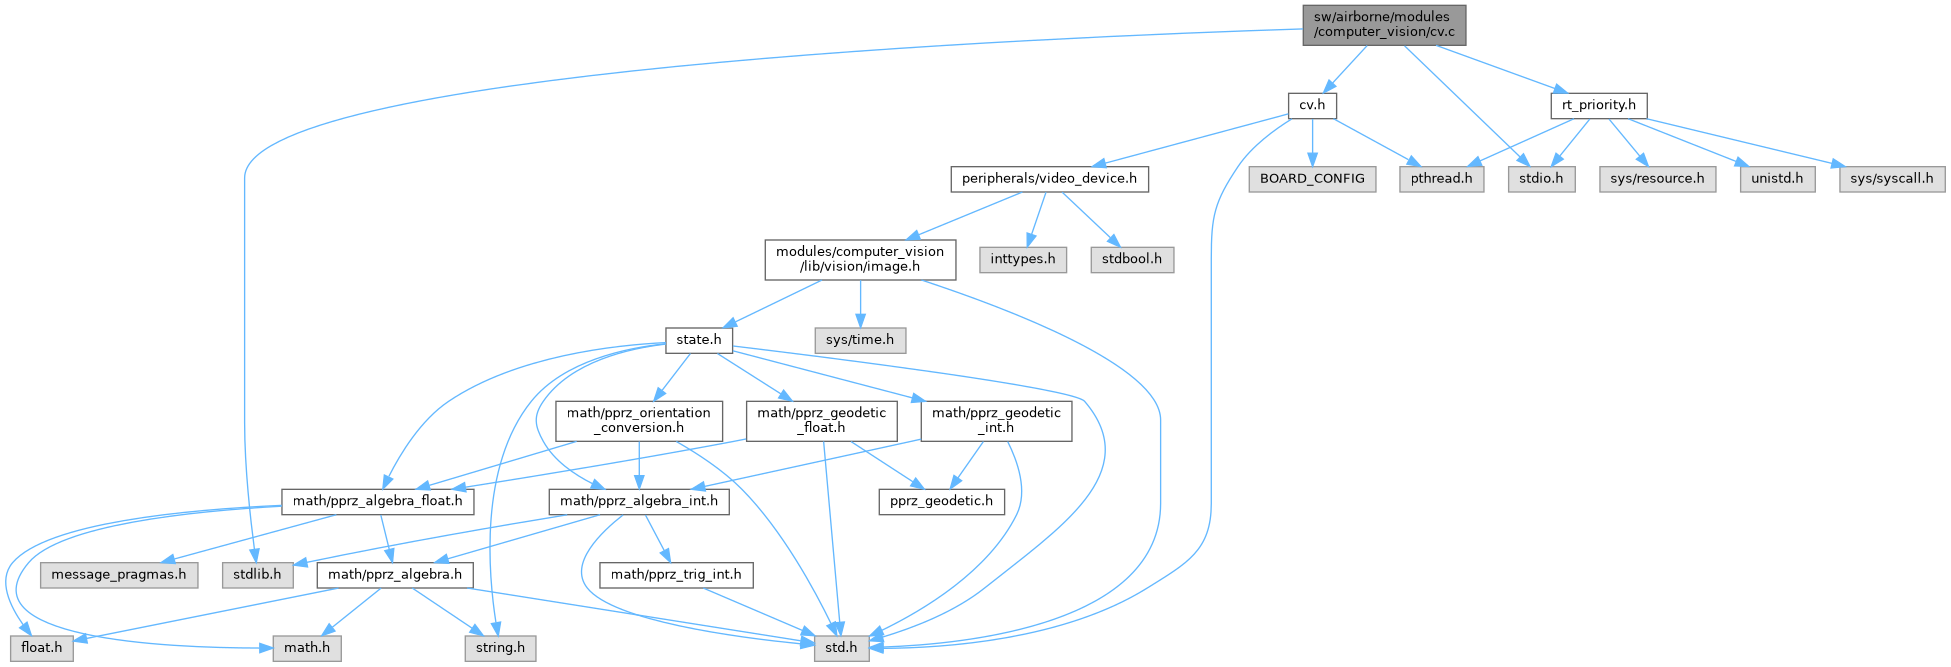 sw/airborne/modules
/computer_vision/cv.c
cv.h
rt_priority.h
peripherals/video_device.h
BOARD_CONFIG
pthread.h
stdio.h
sys/resource.h
unistd.h
sys/syscall.h
modules/computer_vision
/lib/vision/image.h
inttypes.h
stdbool.h
state.h
sys/time.h
math/pprz_orientation
_conversion.h
math/pprz_geodetic
_float.h
math/pprz_geodetic
_int.h
math/pprz_algebra_float.h
math/pprz_algebra_int.h
pprz_geodetic.h
message_pragmas.h
stdlib.h
math/pprz_algebra.h
math/pprz_trig_int.h
float.h
math.h
string.h
std.h